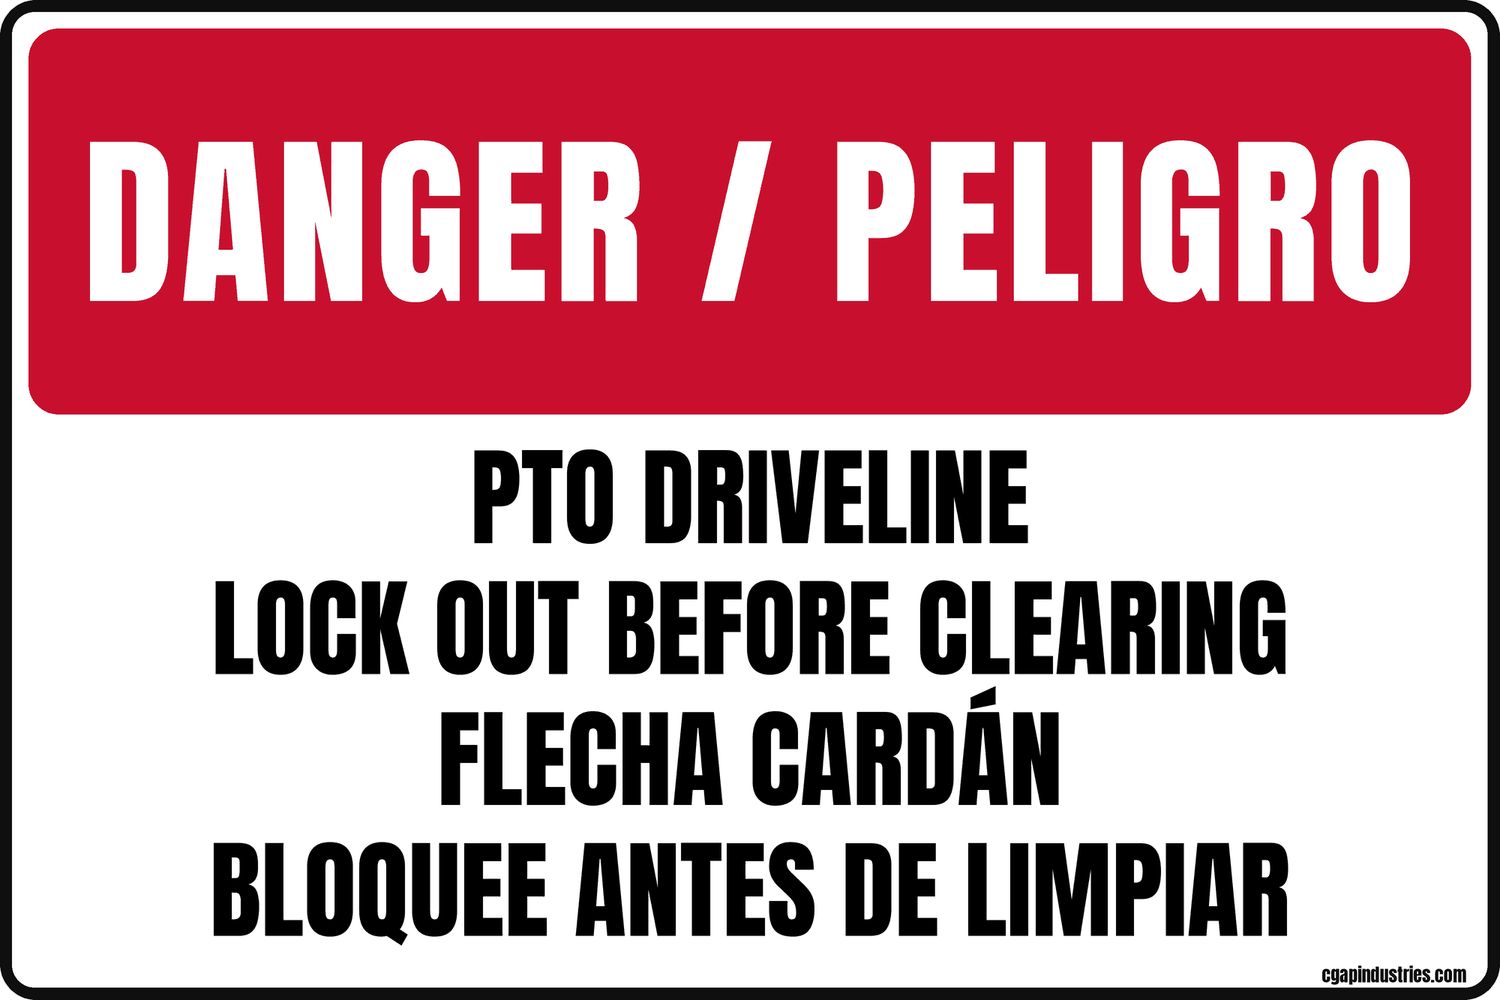 DANGER / PELIGRO
PTO DRIVELINE
LOCK OUT BEFORE CLEARING
FLECHA CARDÁN
BLOQUEE ANTES DE LIMPIAR
cgapindustries.com